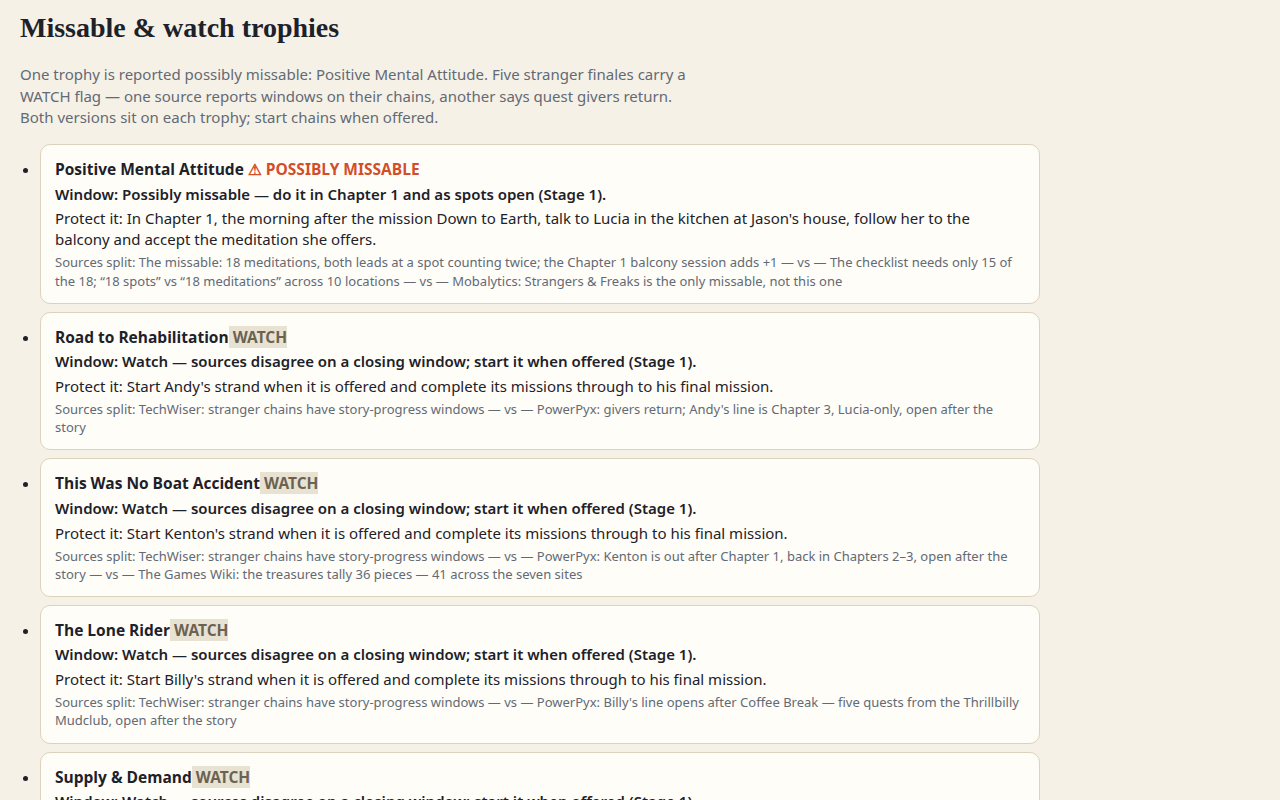 Missable & watch trophies
One trophy is reported possibly missable: Positive Mental Attitude. Five stranger finales carry a
WATCH flag — one source reports windows on their chains, another says quest givers return.
Both versions sit on each trophy; start chains when offered.
Positive Mental Attitude ⚠ POSSIBLY MISSABLE
Window: Possibly missable — do it in Chapter 1 and as spots open (Stage 1).
Protect it: In Chapter 1, the morning after the mission Down to Earth, talk to Lucia in the kitchen at Jason's house, follow her to the
balcony and accept the meditation she offers.
Sources split: The missable: 18 meditations, both leads at a spot counting twice; the Chapter 1 balcony session adds +1 — vs — The checklist needs only 15 of
the 18; “18 spots” vs “18 meditations” across 10 locations — vs — Mobalytics: Strangers & Freaks is the only missable, not this one
Road to Rehabilitation WATCH
Window: Watch — sources disagree on a closing window; start it when offered (Stage 1).
Protect it: Start Andy's strand when it is offered and complete its missions through to his final mission.
Sources split: TechWiser: stranger chains have story-progress windows — vs — PowerPyx: givers return; Andy's line is Chapter 3, Lucia-only, open after the
story
This Was No Boat Accident WATCH
Window: Watch — sources disagree on a closing window; start it when offered (Stage 1).
Protect it: Start Kenton's strand when it is offered and complete its missions through to his final mission.
Sources split: TechWiser: stranger chains have story-progress windows — vs — PowerPyx: Kenton is out after Chapter 1, back in Chapters 2–3, open after the
story — vs — The Games Wiki: the treasures tally 36 pieces — 41 across the seven sites
The Lone Rider WATCH
Window: Watch — sources disagree on a closing window; start it when offered (Stage 1).
Protect it: Start Billy's strand when it is offered and complete its missions through to his final mission.
Sources split: TechWiser: stranger chains have story-progress windows — vs — PowerPyx: Billy's line opens after Coffee Break — five quests from the Thrillbilly
Mudclub, open after the story
Supply & Demand WATCH
Window: Watch — sources disagree on a closing window; start it when offered (Stage 1).